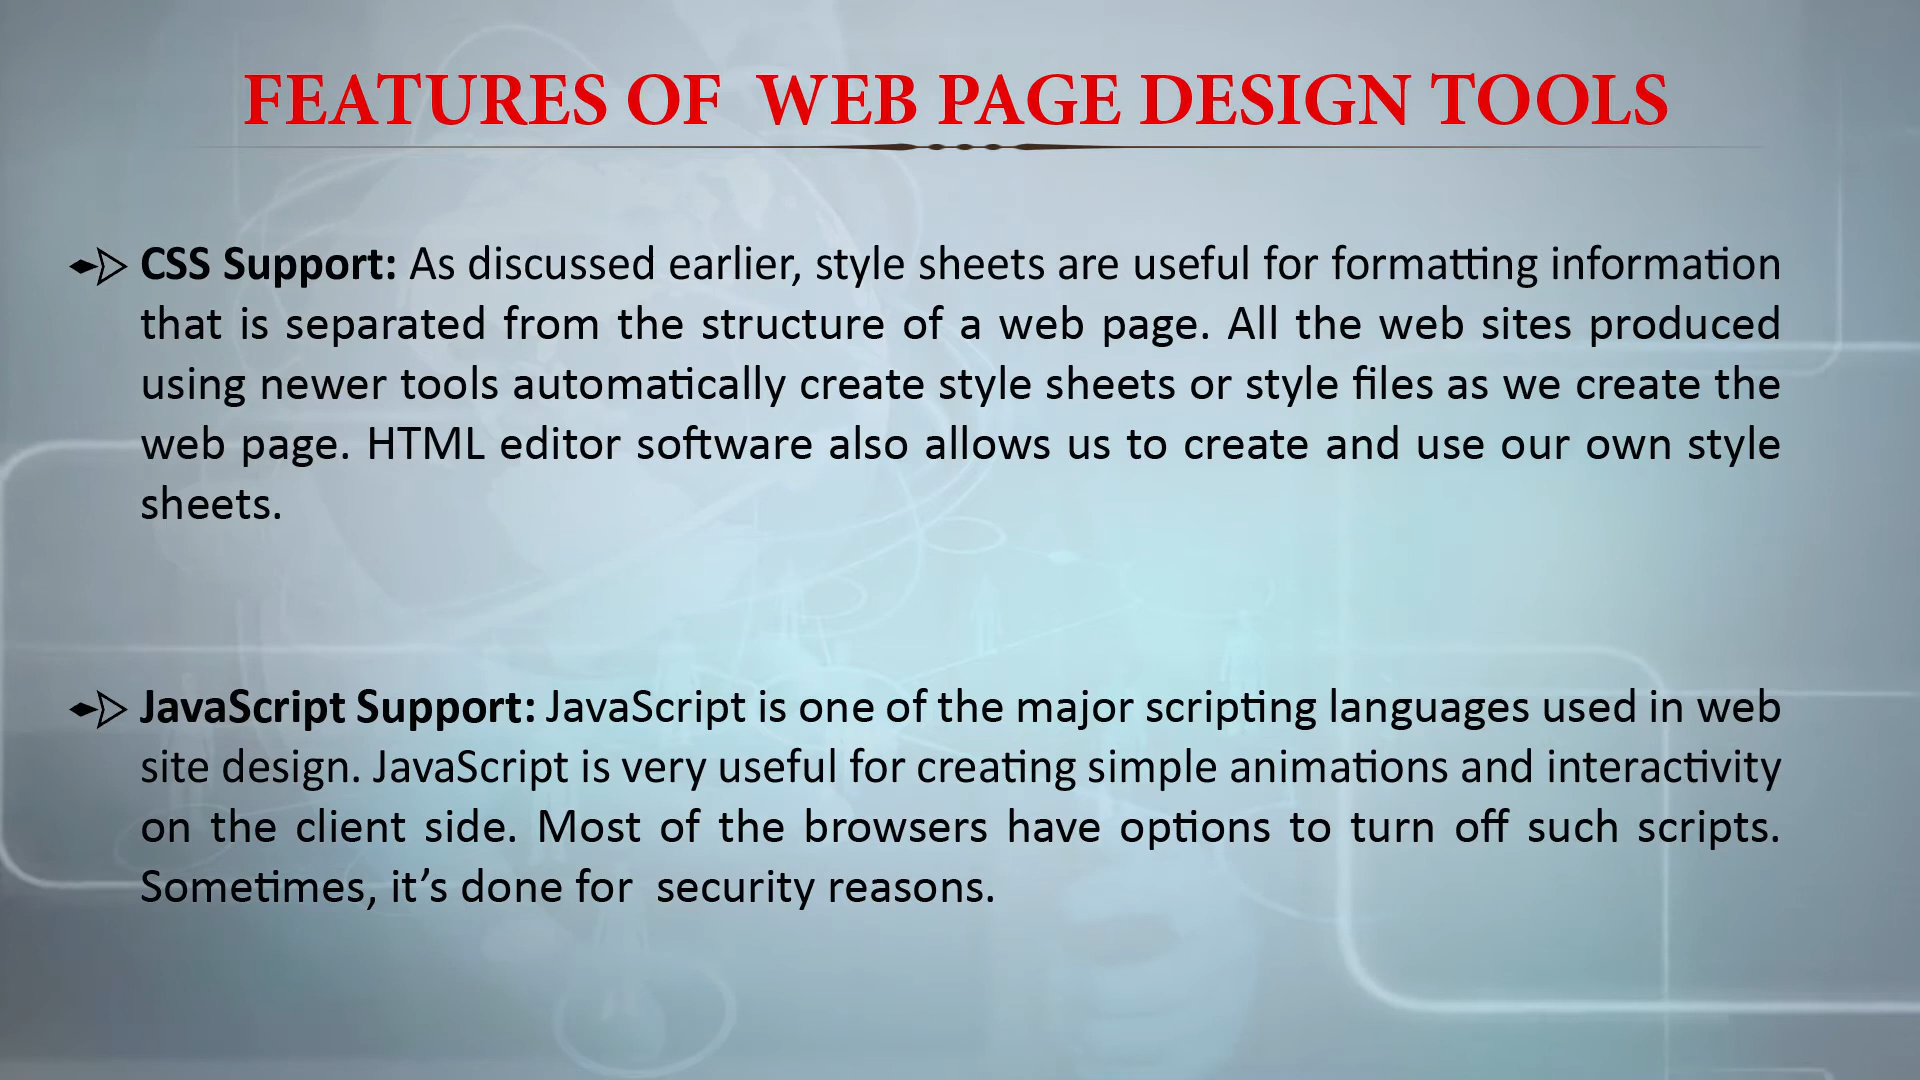 FEATURES OF  WEB PAGE DESIGN TOOLS
CSS Support: As discussed earlier, style sheets are useful for formatting information
that is separated from the structure of a web page. All the web sites produced
using newer tools automatically create style sheets or style files as we create the
web page. HTML editor software also allows us to create and use our own style
sheets.
JavaScript Support: JavaScript is one of the major scripting languages used in web
site design. JavaScript is very useful for creating simple animations and interactivity
on the client side. Most of the browsers have options to turn off such scripts.
Sometimes, it’s done for  security reasons.